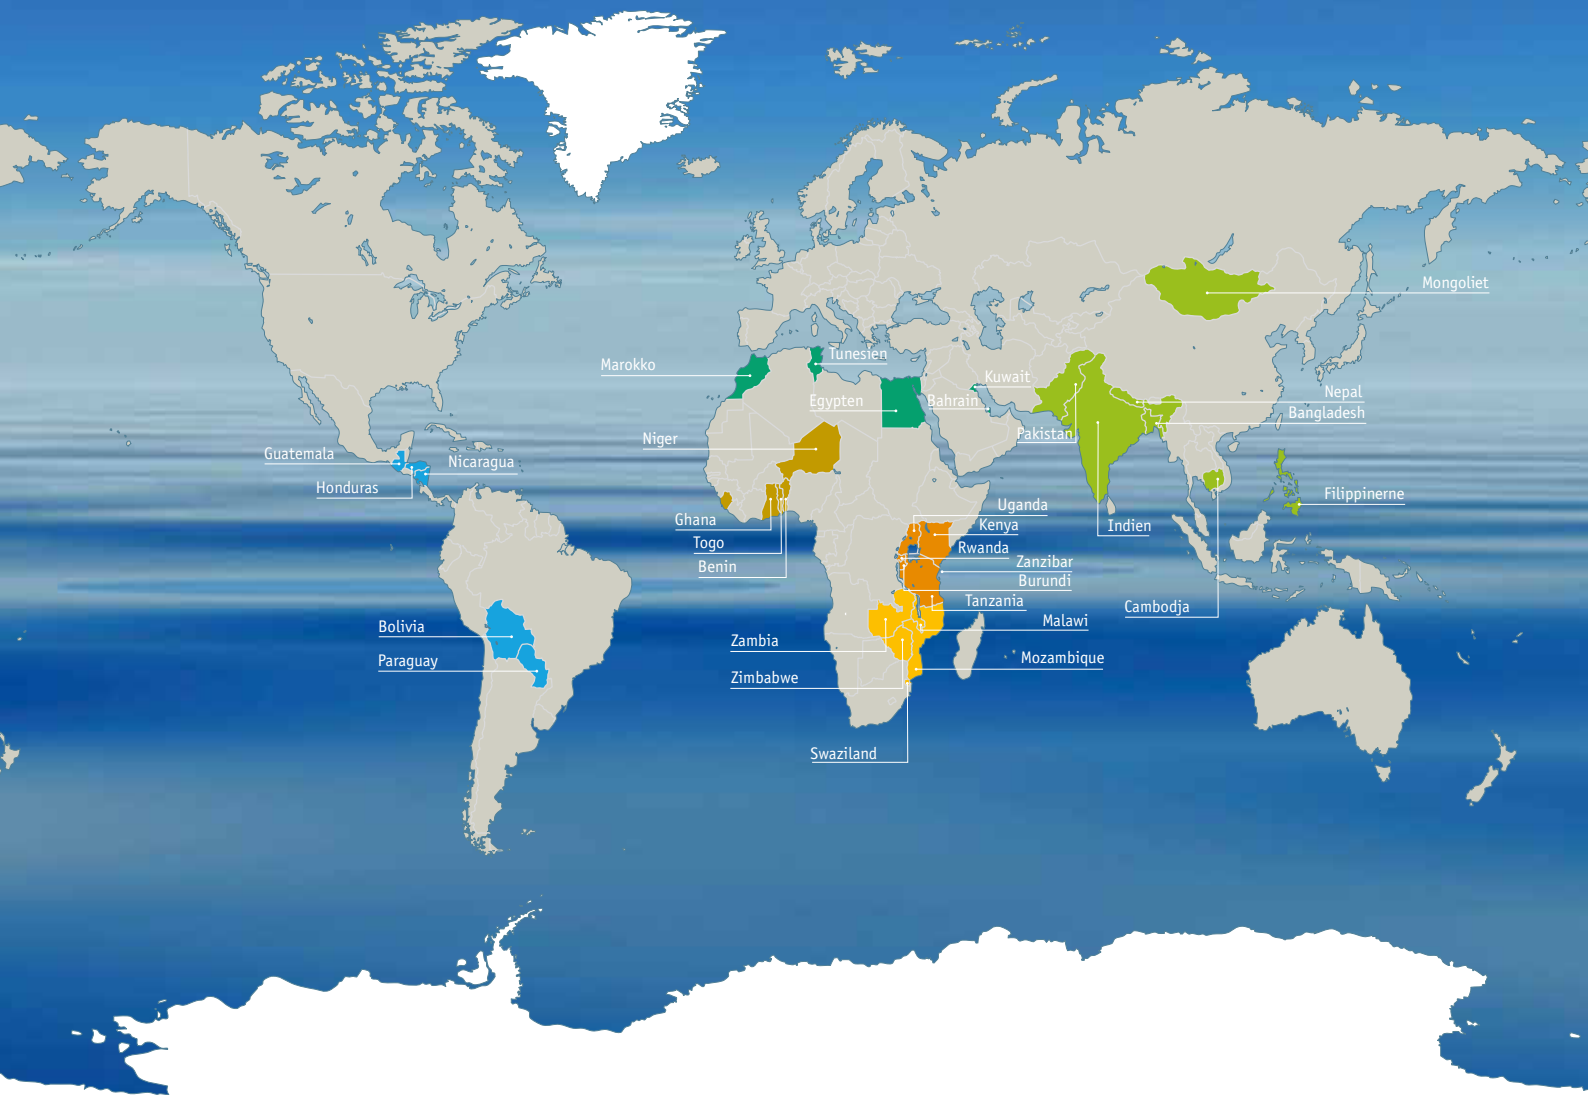 Mongoliet
Tunesien
Marokko
Kuwait
Nepal
Egypten
Bahrain
Bangladesh
Pakistan
Niger
Guatemala
Nicaragua
Honduras
Filippinerne
Uganda
Ghana
Kenya
Indien
Togo
Rwanda
Zanzibar
Benin
Burundi
Tanzania
Cambodja
Malawi
Bolivia
Zambia
Mozambique
Paraguay
Zimbabwe
Swaziland